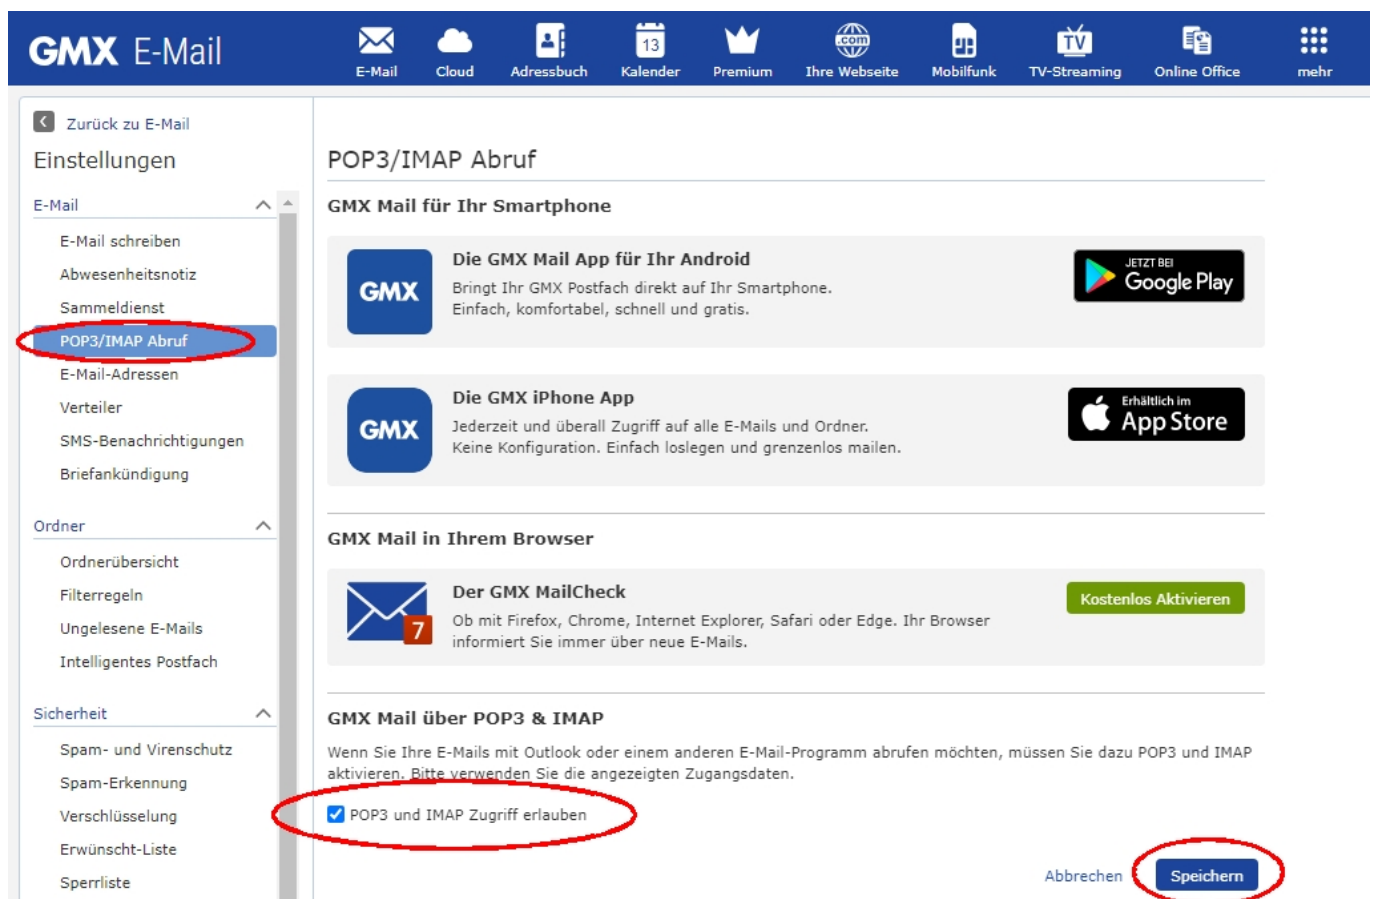 GMX E-Mail
E-Mail
Cloud
Adressbuch
13
Kalender
Premium
.com
Ihre Webseite
Mobilfunk
TV
TV-Streaming
Online Office
mehr
Zurück zu E-Mail
Einstellungen
E-Mail
E-Mail schreiben
Abwesenheitsnotiz
Sammeldienst
POP3/IMAP Abruf
E-Mail-Adressen
Verteiler
SMS-Benachrichtigungen
Briefankündigung
Ordner
Ordnerübersicht
Filterregeln
Ungelesene E-Mails
Intelligentes Postfach
Sicherheit
Spam- und Virenschutz
Spam-Erkennung
Verschlüsselung
Erwünscht-Liste
Sperrliste
POP3/IMAP Abruf
GMX Mail für Ihr Smartphone
GMX
Die GMX Mail App für Ihr Android
Bringt Ihr GMX Postfach direkt auf Ihr Smartphone.
Einfach, komfortabel, schnell und gratis.
JETZT BEI
Google Play
GMX
Die GMX iPhone App
Jederzeit und überall Zugriff auf alle E-Mails und Ordner.
Keine Konfiguration. Einfach loslegen und grenzenlos mailen.
Erhältlich im
App Store
GMX Mail in Ihrem Browser
7
Der GMX MailCheck
Ob mit Firefox, Chrome, Internet Explorer, Safari oder Edge. Ihr Browser
informiert Sie immer über neue E-Mails.
Kostenlos Aktivieren
GMX Mail über POP3 & IMAP
Wenn Sie Ihre E-Mails mit Outlook oder einem anderen E-Mail-Programm abrufen möchten, müssen Sie dazu POP3 und IMAP
aktivieren. Bitte verwenden Sie die angezeigten Zugangsdaten.
POP3 und IMAP Zugriff erlauben
Abbrechen
Speichern